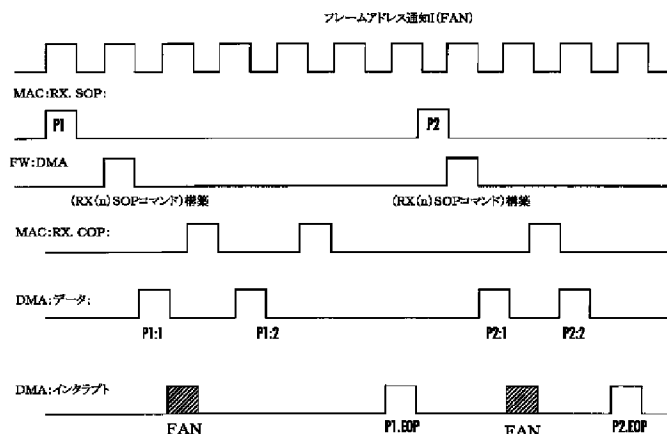 フレームアドレス通知I(FAN)
MAC:RX. SOP:
P1
P2
FW:DMA
(RX(n)SOPコマンド)構築
(RX(n)SOPコマンド)構築
MAC:RX. COP:
DMA:データ:
P1:1
P1:2
P2:1
P2:2
DMA:インタラプト
FAN
P1.EOP
FAN
P2.EOP